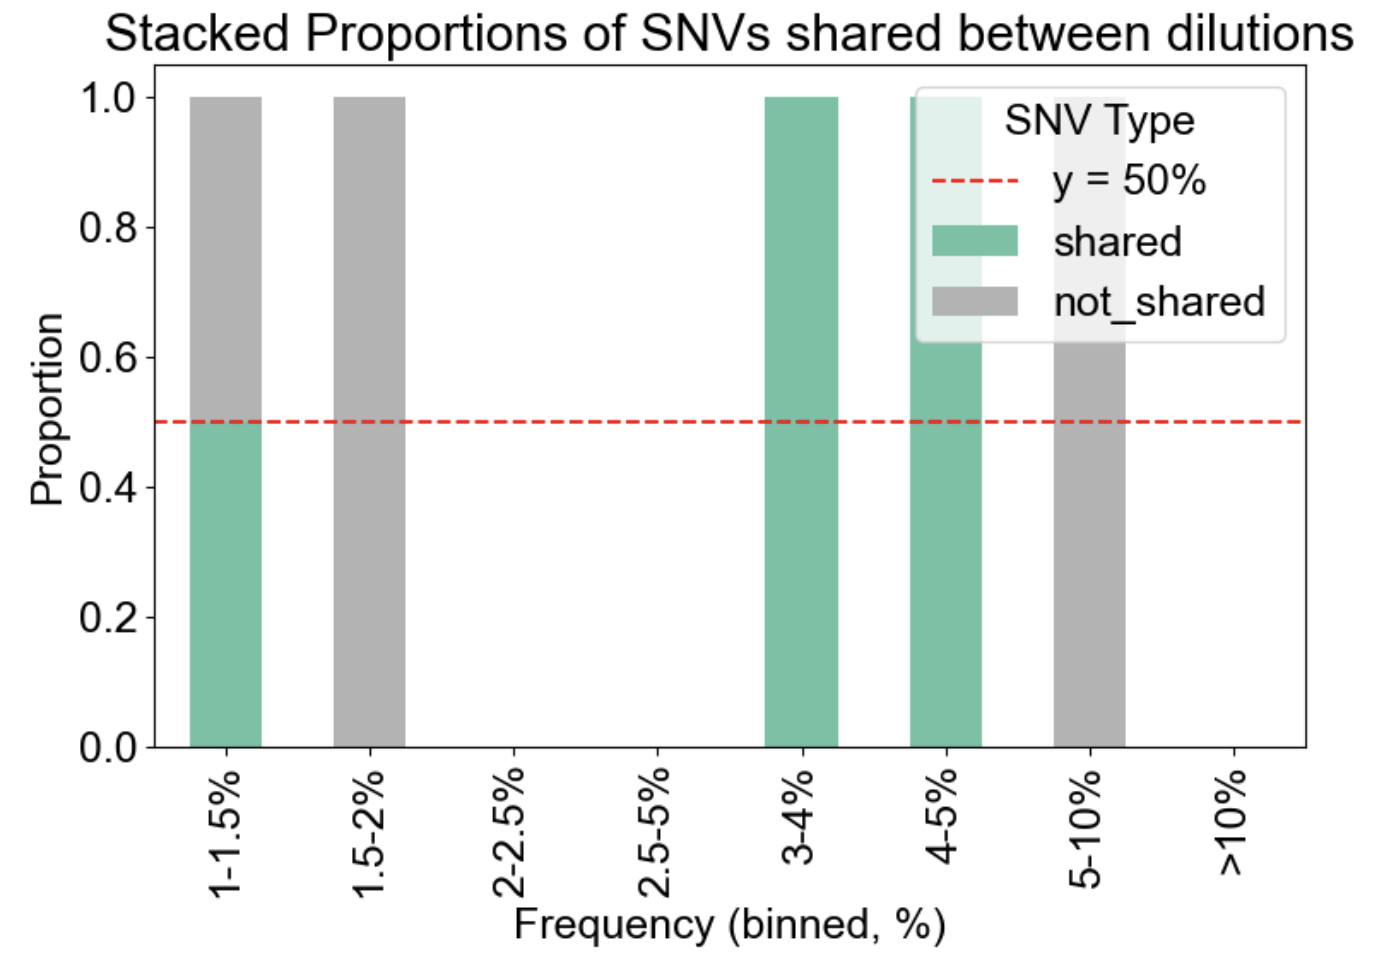 Stacked Proportions of SNVs shared between dilutions
1.0
0.8
0.6
0.4
0.2
0.0
Proportion
SNV Type
y = 50%
shared
not_shared
1-1.5%
1.5-2%
2-2.5%
2.5-5%
3-4%
4-5%
5-10%
>10%
Frequency (binned, %)